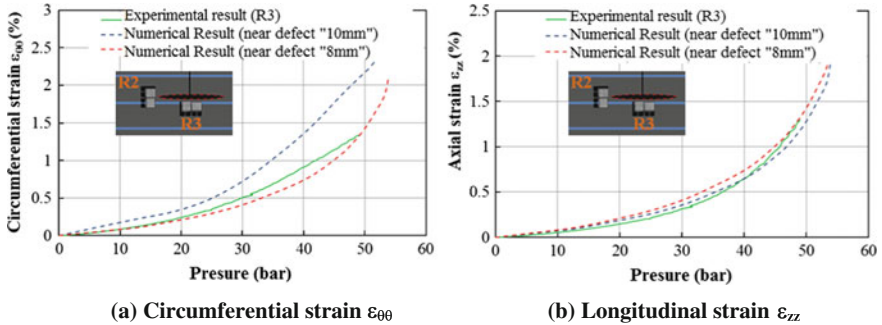 Circumferential strain εθθ(%)
3
2.5
2
1.5
1
0.5
0
Experimental result (R3)
Numerical Result (near defect "10mm")
Numerical Result (near defect "8mm")
R2
R3
0 10 20 30 40 50 60
Presure (bar)
(a) Circumferential strain εθθ
Axial strain εzz (%)
2.5
2
1.5
1
0.5
0
Experimental result (R3)
Numerical Result (near defect "10mm")
Numerical Result (near defect "8mm")
R2
R3
0 10 20 30 40 50 60
Presure (bar)
(b) Longitudinal strain εzz